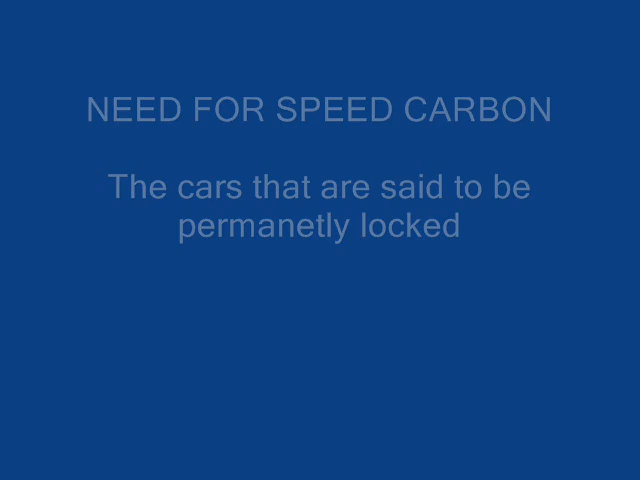 NEED FOR SPEED CARBON
The cars that are said to be
permanetly locked